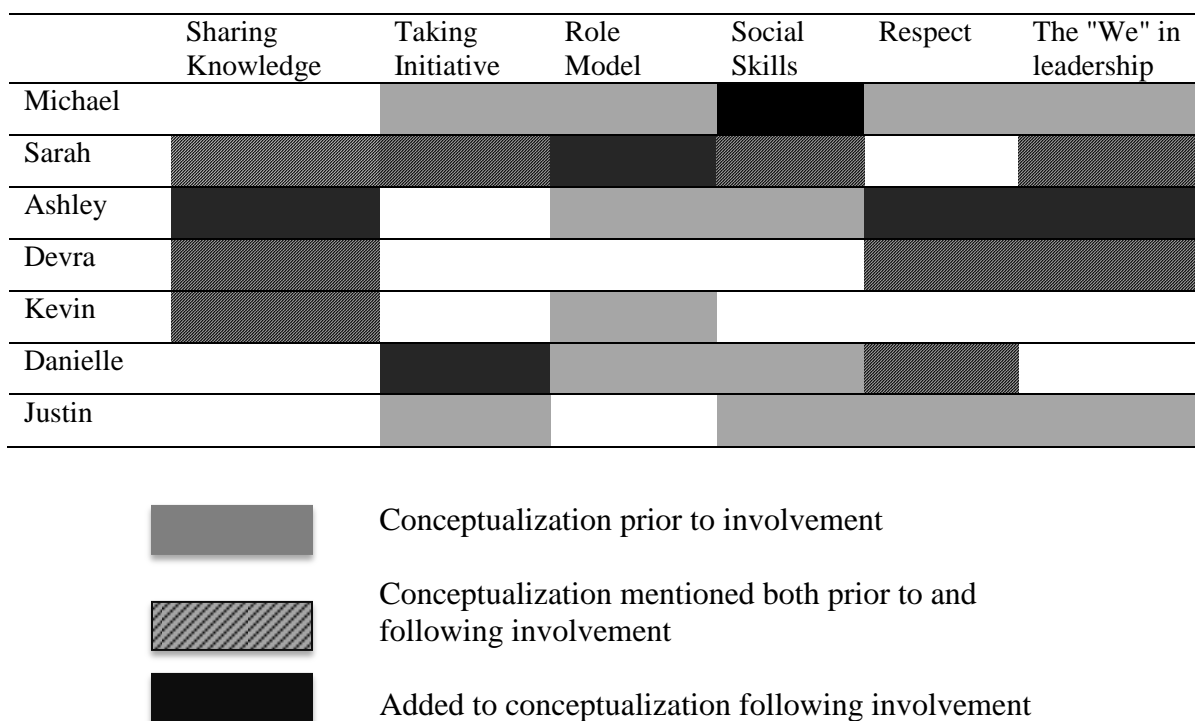 Sharing Taking Role Social Respect The "We" in
Knowledge Initiative Model Skills leadership
Michael
Sarah
Ashley
Devra
Kevin
Danielle
Justin
Conceptualization prior to involvement
Conceptualization mentioned both prior to and
following involvement
Added to conceptualization following involvement